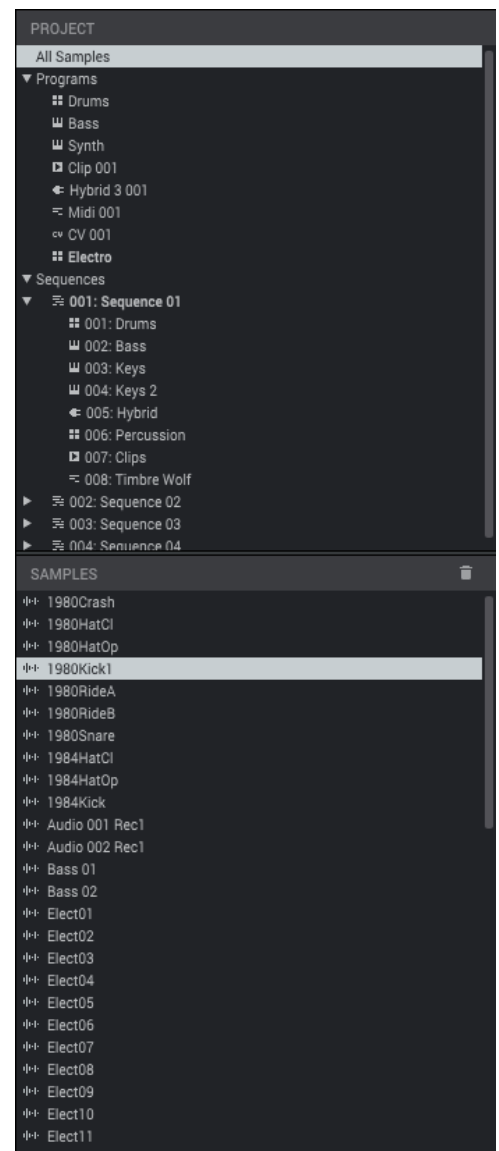 PROJECT
All Samples
Programs
Drums
Bass
Synth
Clip 001
Hybrid 3 001
Midi 001
CV CV 001
Electro
Sequences
001: Sequence 01
001: Drums
002: Bass
003: Keys
004: Keys 2
005: Hybrid
006: Percussion
007: Clips
008: Timbre Wolf
002: Sequence 02
003: Sequence 03
004: Sequence 04
SAMPLES
1980Crash
1980HatCl
1980HatOp
1980Kick1
1980RideA
1980RideB
1980Snare
1984HatCl
1984HatOp
1984Kick
Audio 001 Rec1
Audio 002 Rec1
Bass 01
Bass 02
Elect01
Elect02
Elect03
Elect04
Elect05
Elect06
Elect07
Elect08
Elect09
Elect10
Elect11